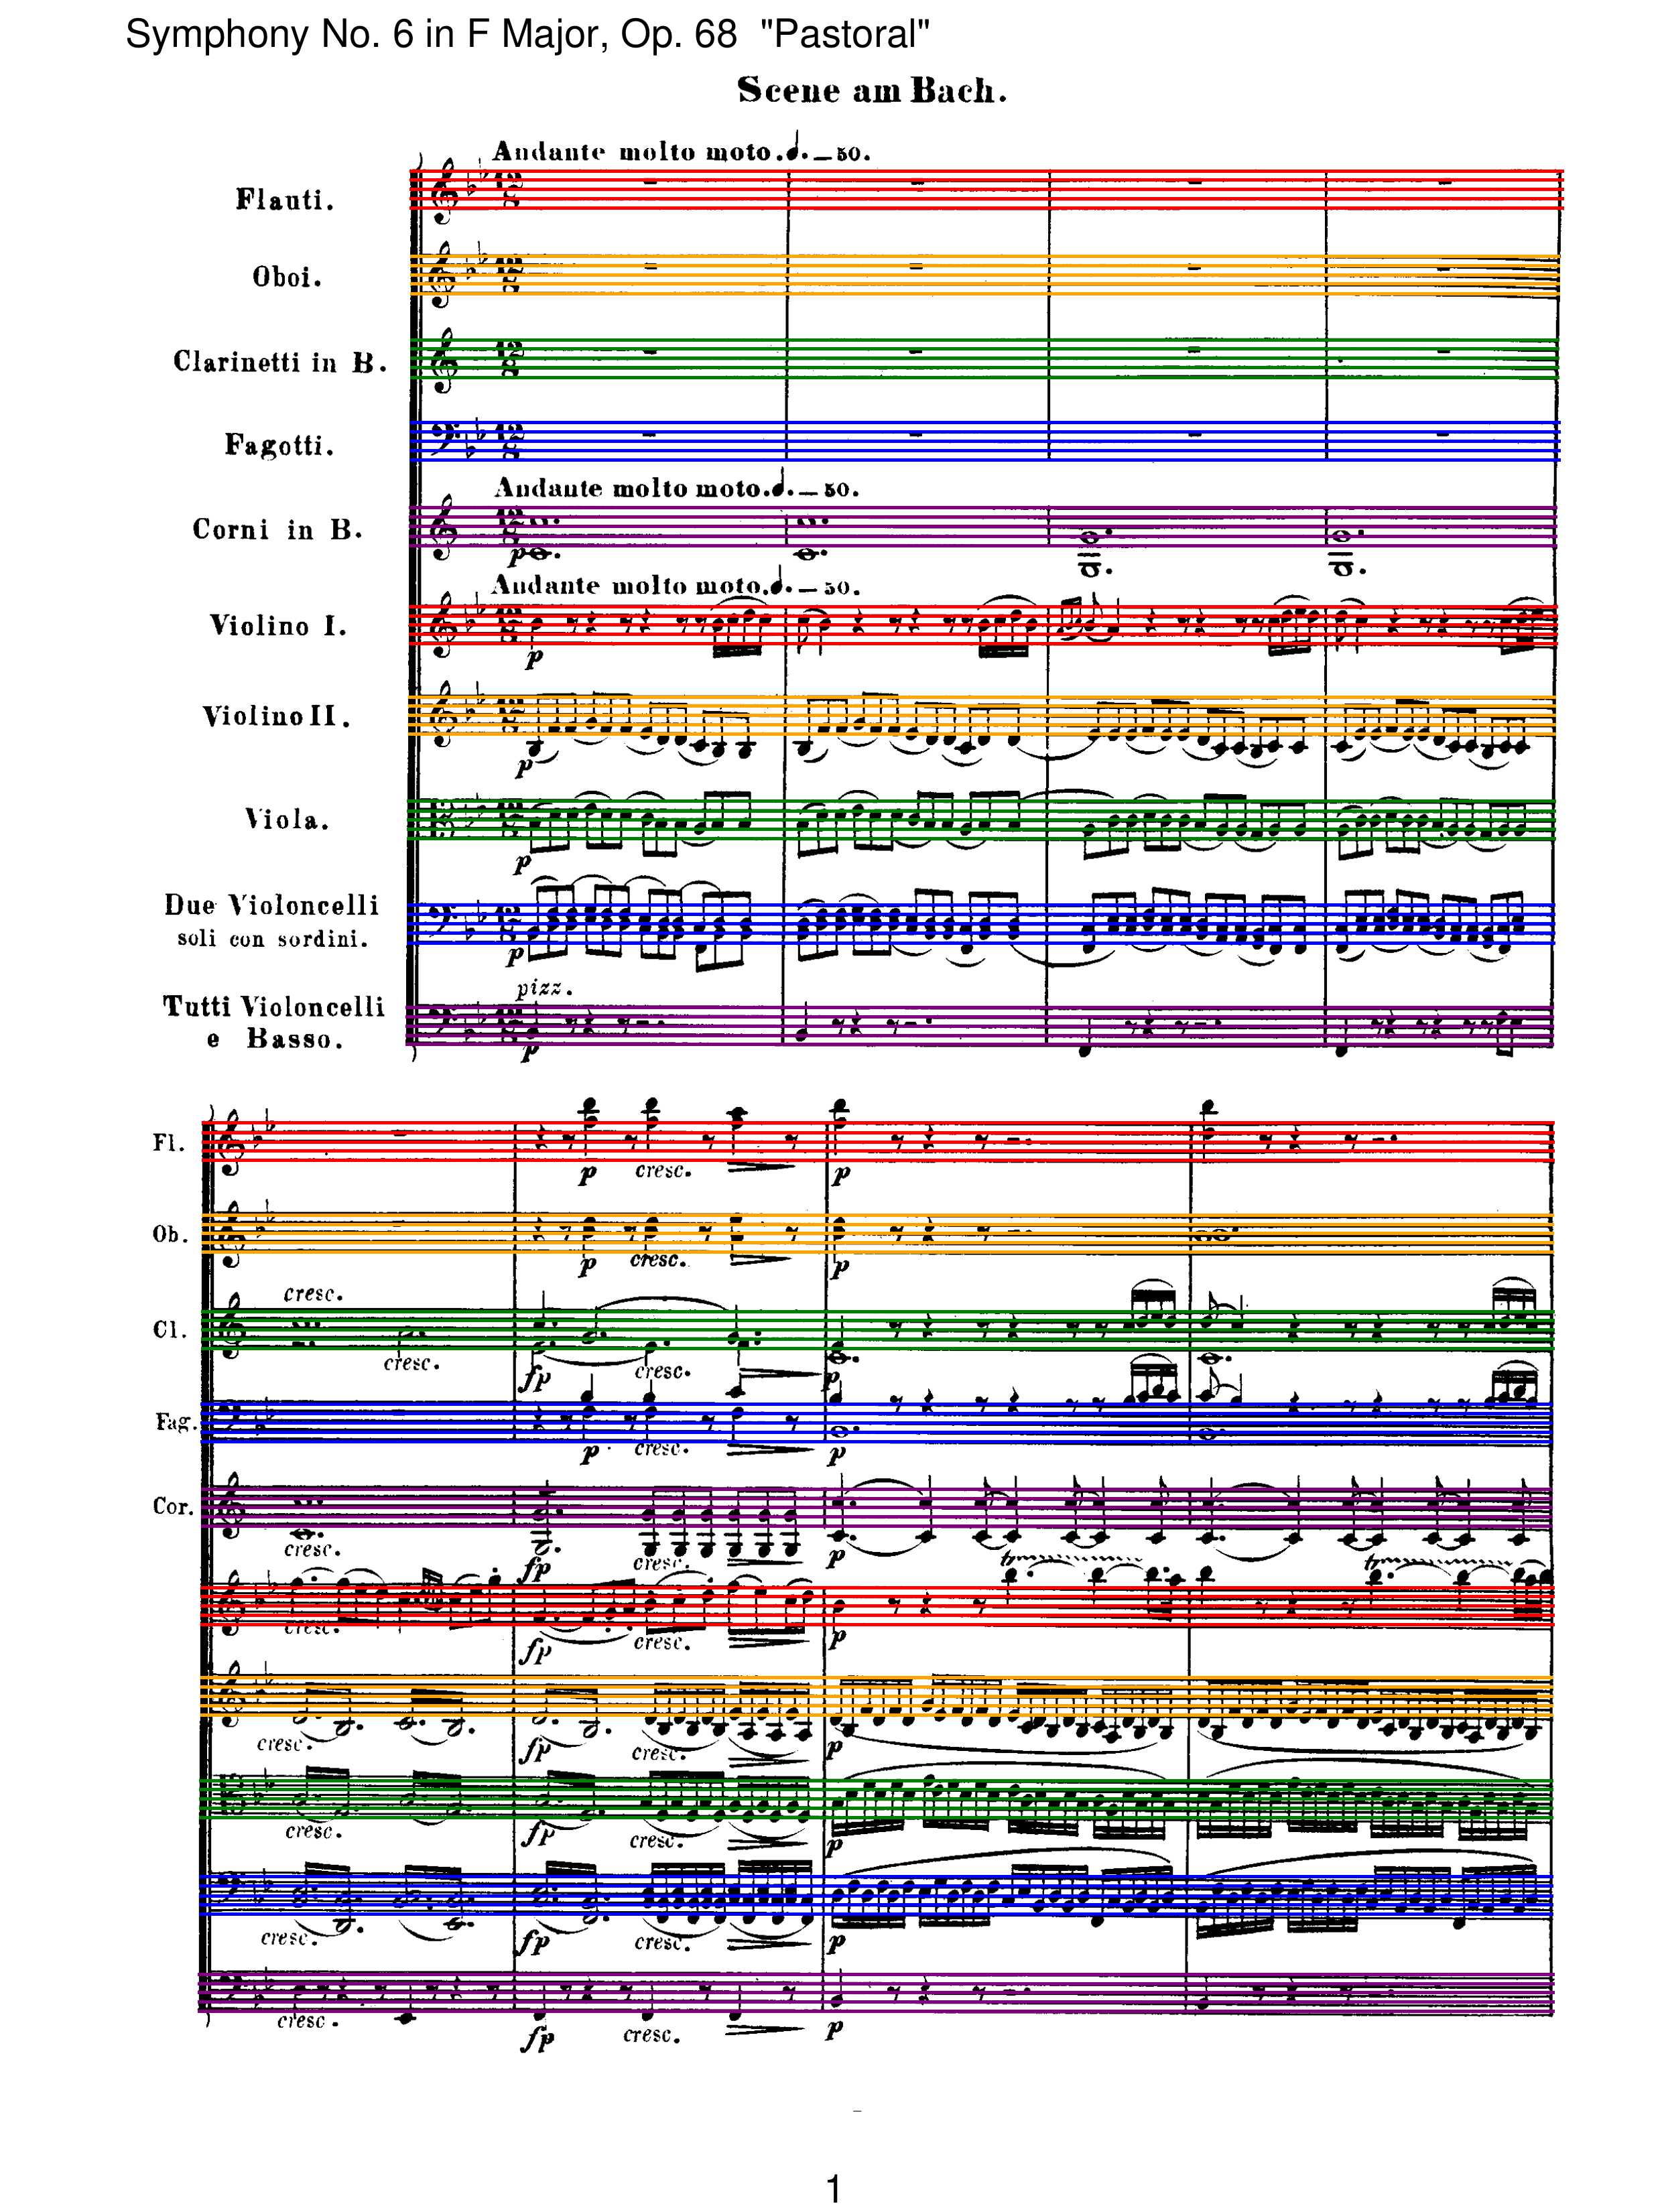 Symphony No. 6 in F Major, Op. 68 "Pastoral"
Scene am Bach.
Andante molto moto. 𝅘𝅥. – 50.
Flauti.
Oboi.
Clarinetti in B.
Fagotti.
Andante molto moto. 𝅘𝅥. – 50.
Corni in B.
p
Andante molto moto. 𝅘𝅥. – 50.
Violino I.
p
Violino II.
p
Viola.
p
Due Violoncelli
soli con sordini.
p
pizz.
Tutti Violoncelli
e Basso.
p
Fl.
p cresc. p
Ob.
p cresc. p
cresc.
Cl.
cresc. fp cresc. p
Fag.
p cresc. p
Cor.
cresc. fp cresc. p
tr tr
cresc. fp cresc. p
cresc. fp cresc. p
cresc. fp cresc. p
cresc. fp cresc. p
cresc. fp cresc. p
1